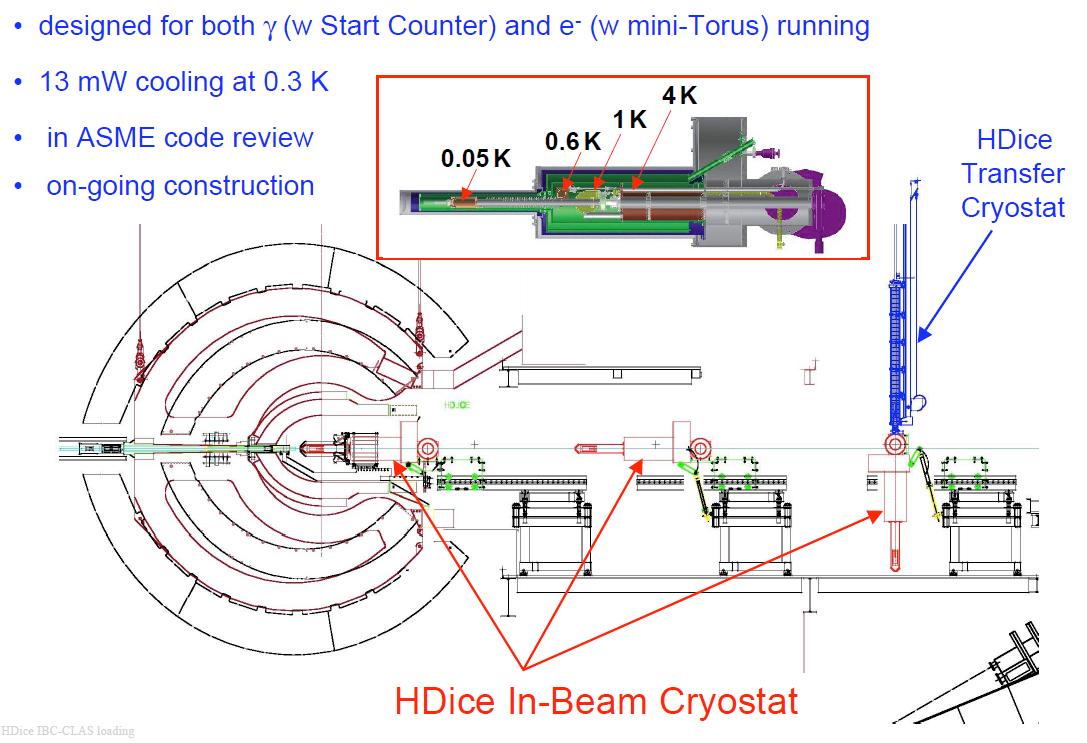 • designed for both γ (w Start Counter) and e- (w mini-Torus) running
• 13 mW cooling at 0.3 K
• in ASME code review
• on-going construction
4 K
1 K
0.6 K
0.05 K
HDice
Transfer
Cryostat
HDice
HDice In-Beam Cryostat
HDice IBC-CLAS loading